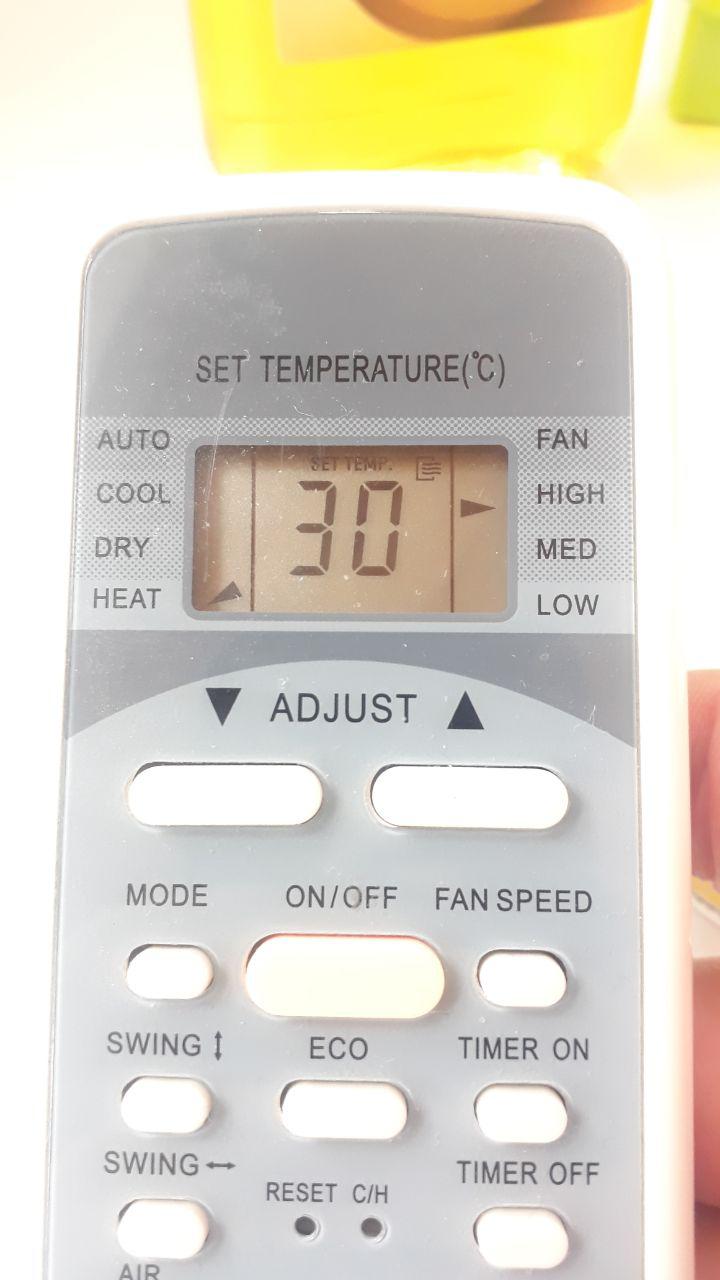 SET TEMPERATURE(°C)
AUTO
COOL
DRY
HEAT
SET TEMP.
30
FAN
HIGH
MED
LOW
▼ ADJUST ▲
MODE ON/OFF FAN SPEED
SWING ↕ ECO TIMER ON
SWING ↔ RESET C/H TIMER OFF
AIR